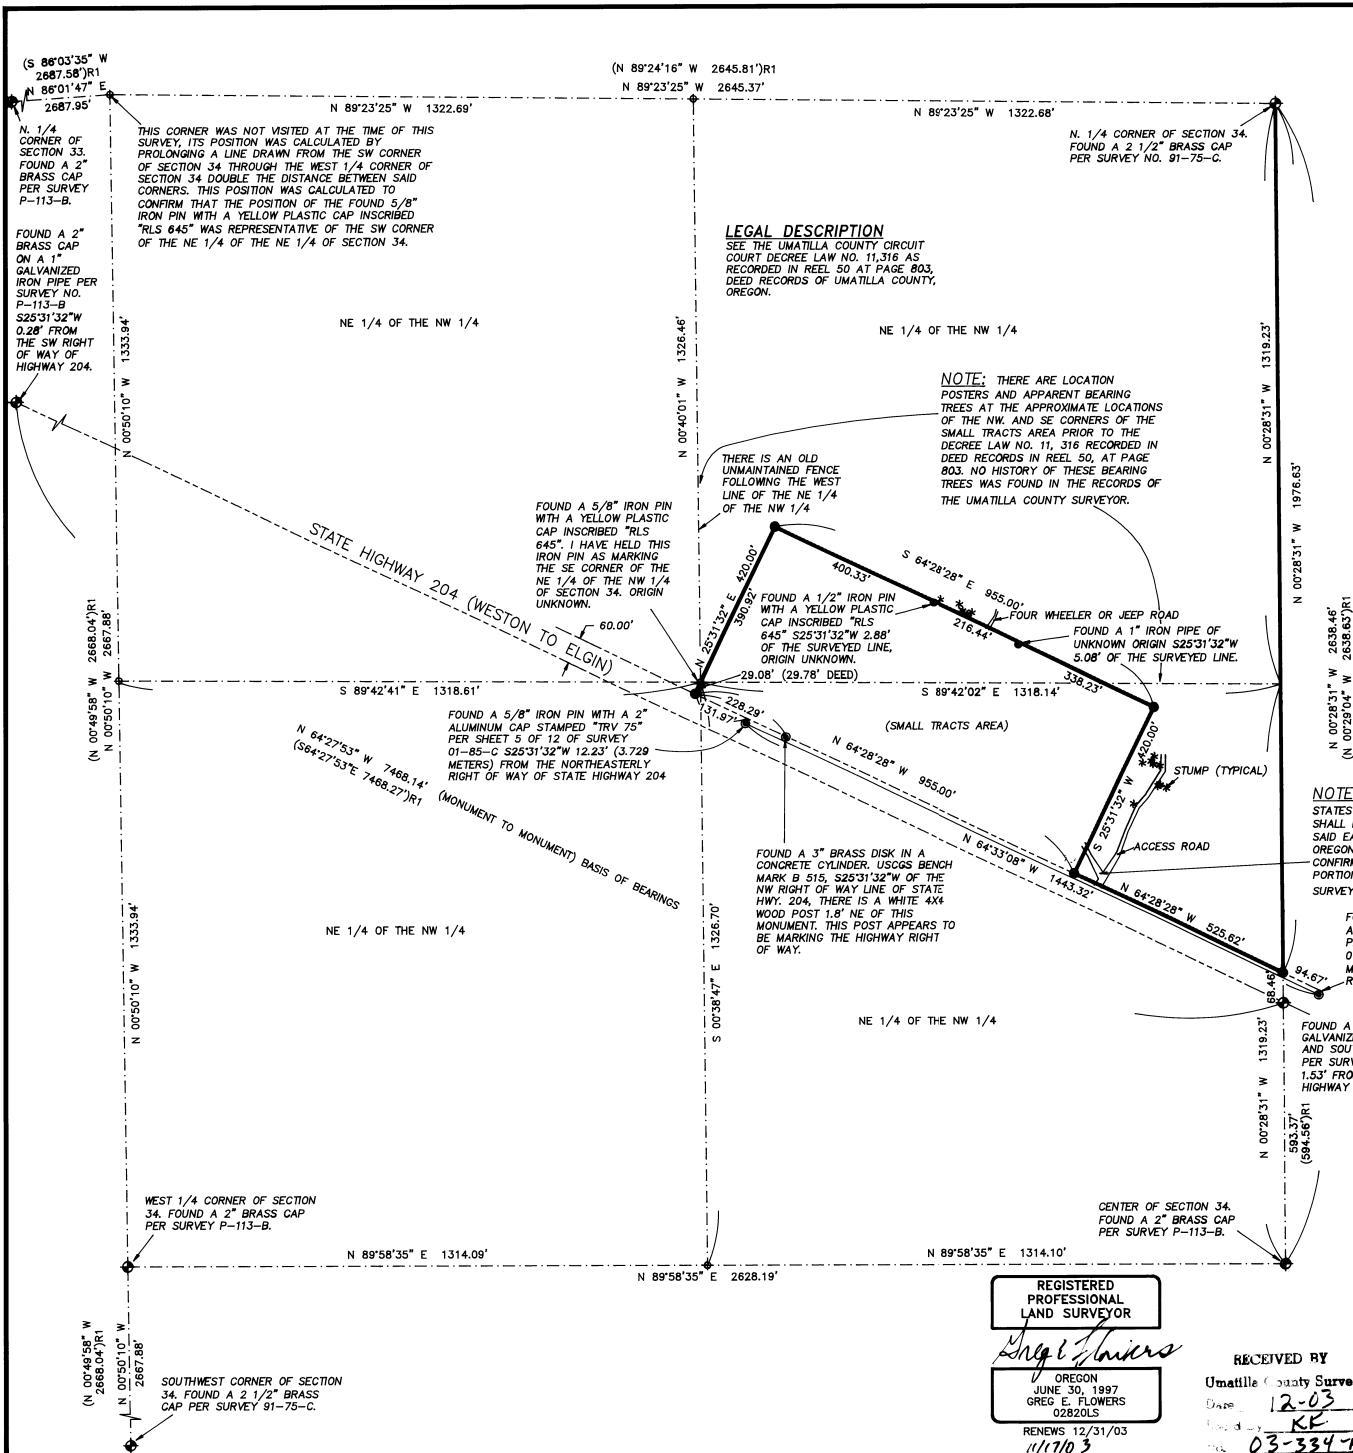 (S 86°03'35" W
2687.58')R1
N 86°01'47" E
2687.95'
(N 89°24'16" W 2645.81')R1
N 89°23'25" W 2645.37'
N 89°23'25" W 1322.69'
N 89°23'25" W 1322.68'
N. 1/4
CORNER OF
SECTION 33.
FOUND A 2"
BRASS CAP
PER SURVEY
P-113-B.
THIS CORNER WAS NOT VISITED AT THE TIME OF THIS
SURVEY, ITS POSITION WAS CALCULATED BY
PROLONGING A LINE DRAWN FROM THE SW CORNER
OF SECTION 34 THROUGH THE WEST 1/4 CORNER OF
SECTION 34 DOUBLE THE DISTANCE BETWEEN SAID
CORNERS. THIS POSITION WAS CALCULATED TO
CONFIRM THAT THE POSITION OF THE FOUND 5/8"
IRON PIN WITH A YELLOW PLASTIC CAP INSCRIBED
"RLS 645" WAS REPRESENTATIVE OF THE SW CORNER
OF THE NE 1/4 OF THE NE 1/4 OF SECTION 34.
N. 1/4 CORNER OF SECTION 34.
FOUND A 2 1/2" BRASS CAP
PER SURVEY NO. 91-75-C.
FOUND A 2"
BRASS CAP
ON A 1"
GALVANIZED
IRON PIPE PER
SURVEY NO.
P-113-B
S25°31'32"W
0.28' FROM
THE SW RIGHT
OF WAY OF
HIGHWAY 204.
LEGAL DESCRIPTION
SEE THE UMATILLA COUNTY CIRCUIT
COURT DECREE LAW NO. 11,316 AS
RECORDED IN REEL 50 AT PAGE 803,
DEED RECORDS OF UMATILLA COUNTY,
OREGON.
NE 1/4 OF THE NW 1/4
NE 1/4 OF THE NW 1/4
N 00°50'10" W 1333.94'
N 00°40'01" W 1326.46'
N 00°28'31" W 1319.23'
N 00°28'31" W 1976.63'
NOTE: THERE ARE LOCATION
POSTERS AND APPARENT BEARING
TREES AT THE APPROXIMATE LOCATIONS
OF THE NW. AND SE CORNERS OF THE
SMALL TRACTS AREA PRIOR TO THE
DECREE LAW NO. 11, 316 RECORDED IN
DEED RECORDS IN REEL 50, AT PAGE
803. NO HISTORY OF THESE BEARING
TREES WAS FOUND IN THE RECORDS OF
THE UMATILLA COUNTY SURVEYOR.
THERE IS AN OLD
UNMAINTAINED FENCE
FOLLOWING THE WEST
LINE OF THE NE 1/4
OF THE NW 1/4
FOUND A 5/8" IRON PIN
WITH A YELLOW PLASTIC
CAP INSCRIBED "RLS
645". I HAVE HELD THIS
IRON PIN AS MARKING
THE SE CORNER OF THE
NE 1/4 OF THE NW 1/4
OF SECTION 34. ORIGIN
UNKNOWN.
STATE HIGHWAY 204 (WESTON TO ELGIN)
60.00'
N 25°31'32" E 420.00'
390.92'
400.33'
S 64°28'28" E 955.00'
FOUND A 1/2" IRON PIN
WITH A YELLOW PLASTIC
CAP INSCRIBED "RLS
645" S25°31'32"W 2.88'
OF THE SURVEYED LINE,
ORIGIN UNKNOWN.
216.44'
FOUR WHEELER OR JEEP ROAD
FOUND A 1" IRON PIPE OF
UNKNOWN ORIGIN S25°31'32"W
5.08' OF THE SURVEYED LINE.
338.23'
(N 00°49'58" W 2668.04')R1
N 00°50'10" W 2667.88'
N 00°28'31" W 2638.46'
(N 00°29'04" W 2638.63')R1
S 89°42'41" E 1318.61'
29.08' (29.78' DEED)
S 89°42'02" E 1318.14'
228.29'
131.97'
(SMALL TRACTS AREA)
FOUND A 5/8" IRON PIN WITH A 2"
ALUMINUM CAP STAMPED "TRV 75"
PER SHEET 5 OF 12 OF SURVEY
01-85-C S25°31'32"W 12.23' (3.729
METERS) FROM THE NORTHEASTERLY
RIGHT OF WAY OF STATE HIGHWAY 204
N 64°27'53" W 7468.14'
(S64°27'53"E 7468.27')R1
(MONUMENT TO MONUMENT) BASIS OF BEARINGS
N 64°28'28" W 955.00'
420.00'
S 25°31'32" W
STUMP (TYPICAL)
ACCESS ROAD
NOTE
STATES
SHALL
SAID EA
OREGON
CONFIRM
PORTION
SURVEY
FOUND A 3" BRASS DISK IN A
CONCRETE CYLINDER. USCGS BENCH
MARK B 515, S25°31'32"W OF THE
NW RIGHT OF WAY LINE OF STATE
HWY. 204, THERE IS A WHITE 4X4
WOOD POST 1.8' NE OF THIS
MONUMENT. THIS POST APPEARS TO
BE MARKING THE HIGHWAY RIGHT
OF WAY.
N 64°33'08" W 1443.32'
N 64°28'28" W 525.62'
94.67'
68.46'
F
A
P
0
M
R
NE 1/4 OF THE NW 1/4
NE 1/4 OF THE NW 1/4
N 00°50'10" W 1333.94'
S 00°38'47" E 1326.70'
N 00°28'31" W 1319.23'
593.37'
(594.56')R1
FOUND A
GALVANIZ
AND SOU
PER SURV
1.53' FRO
HIGHWAY
WEST 1/4 CORNER OF SECTION
34. FOUND A 2" BRASS CAP
PER SURVEY P-113-B.
CENTER OF SECTION 34.
FOUND A 2" BRASS CAP
PER SURVEY P-113-B.
N 89°58'35" E 1314.09'
N 89°58'35" E 1314.10'
N 89°58'35" E 2628.19'
(N 00°49'58" W
2668.04')R1
N 00°50'10" W
2667.88'
SOUTHWEST CORNER OF SECTION
34. FOUND A 2 1/2" BRASS
CAP PER SURVEY 91-75-C.
REGISTERED
PROFESSIONAL
LAND SURVEYOR
Greg E Flowers
OREGON
JUNE 30, 1997
GREG E. FLOWERS
02820LS
RENEWS 12/31/03
11/17/03
RECEIVED BY
Umatilla County Surve
Date 12-03
KK
No. 03-334-